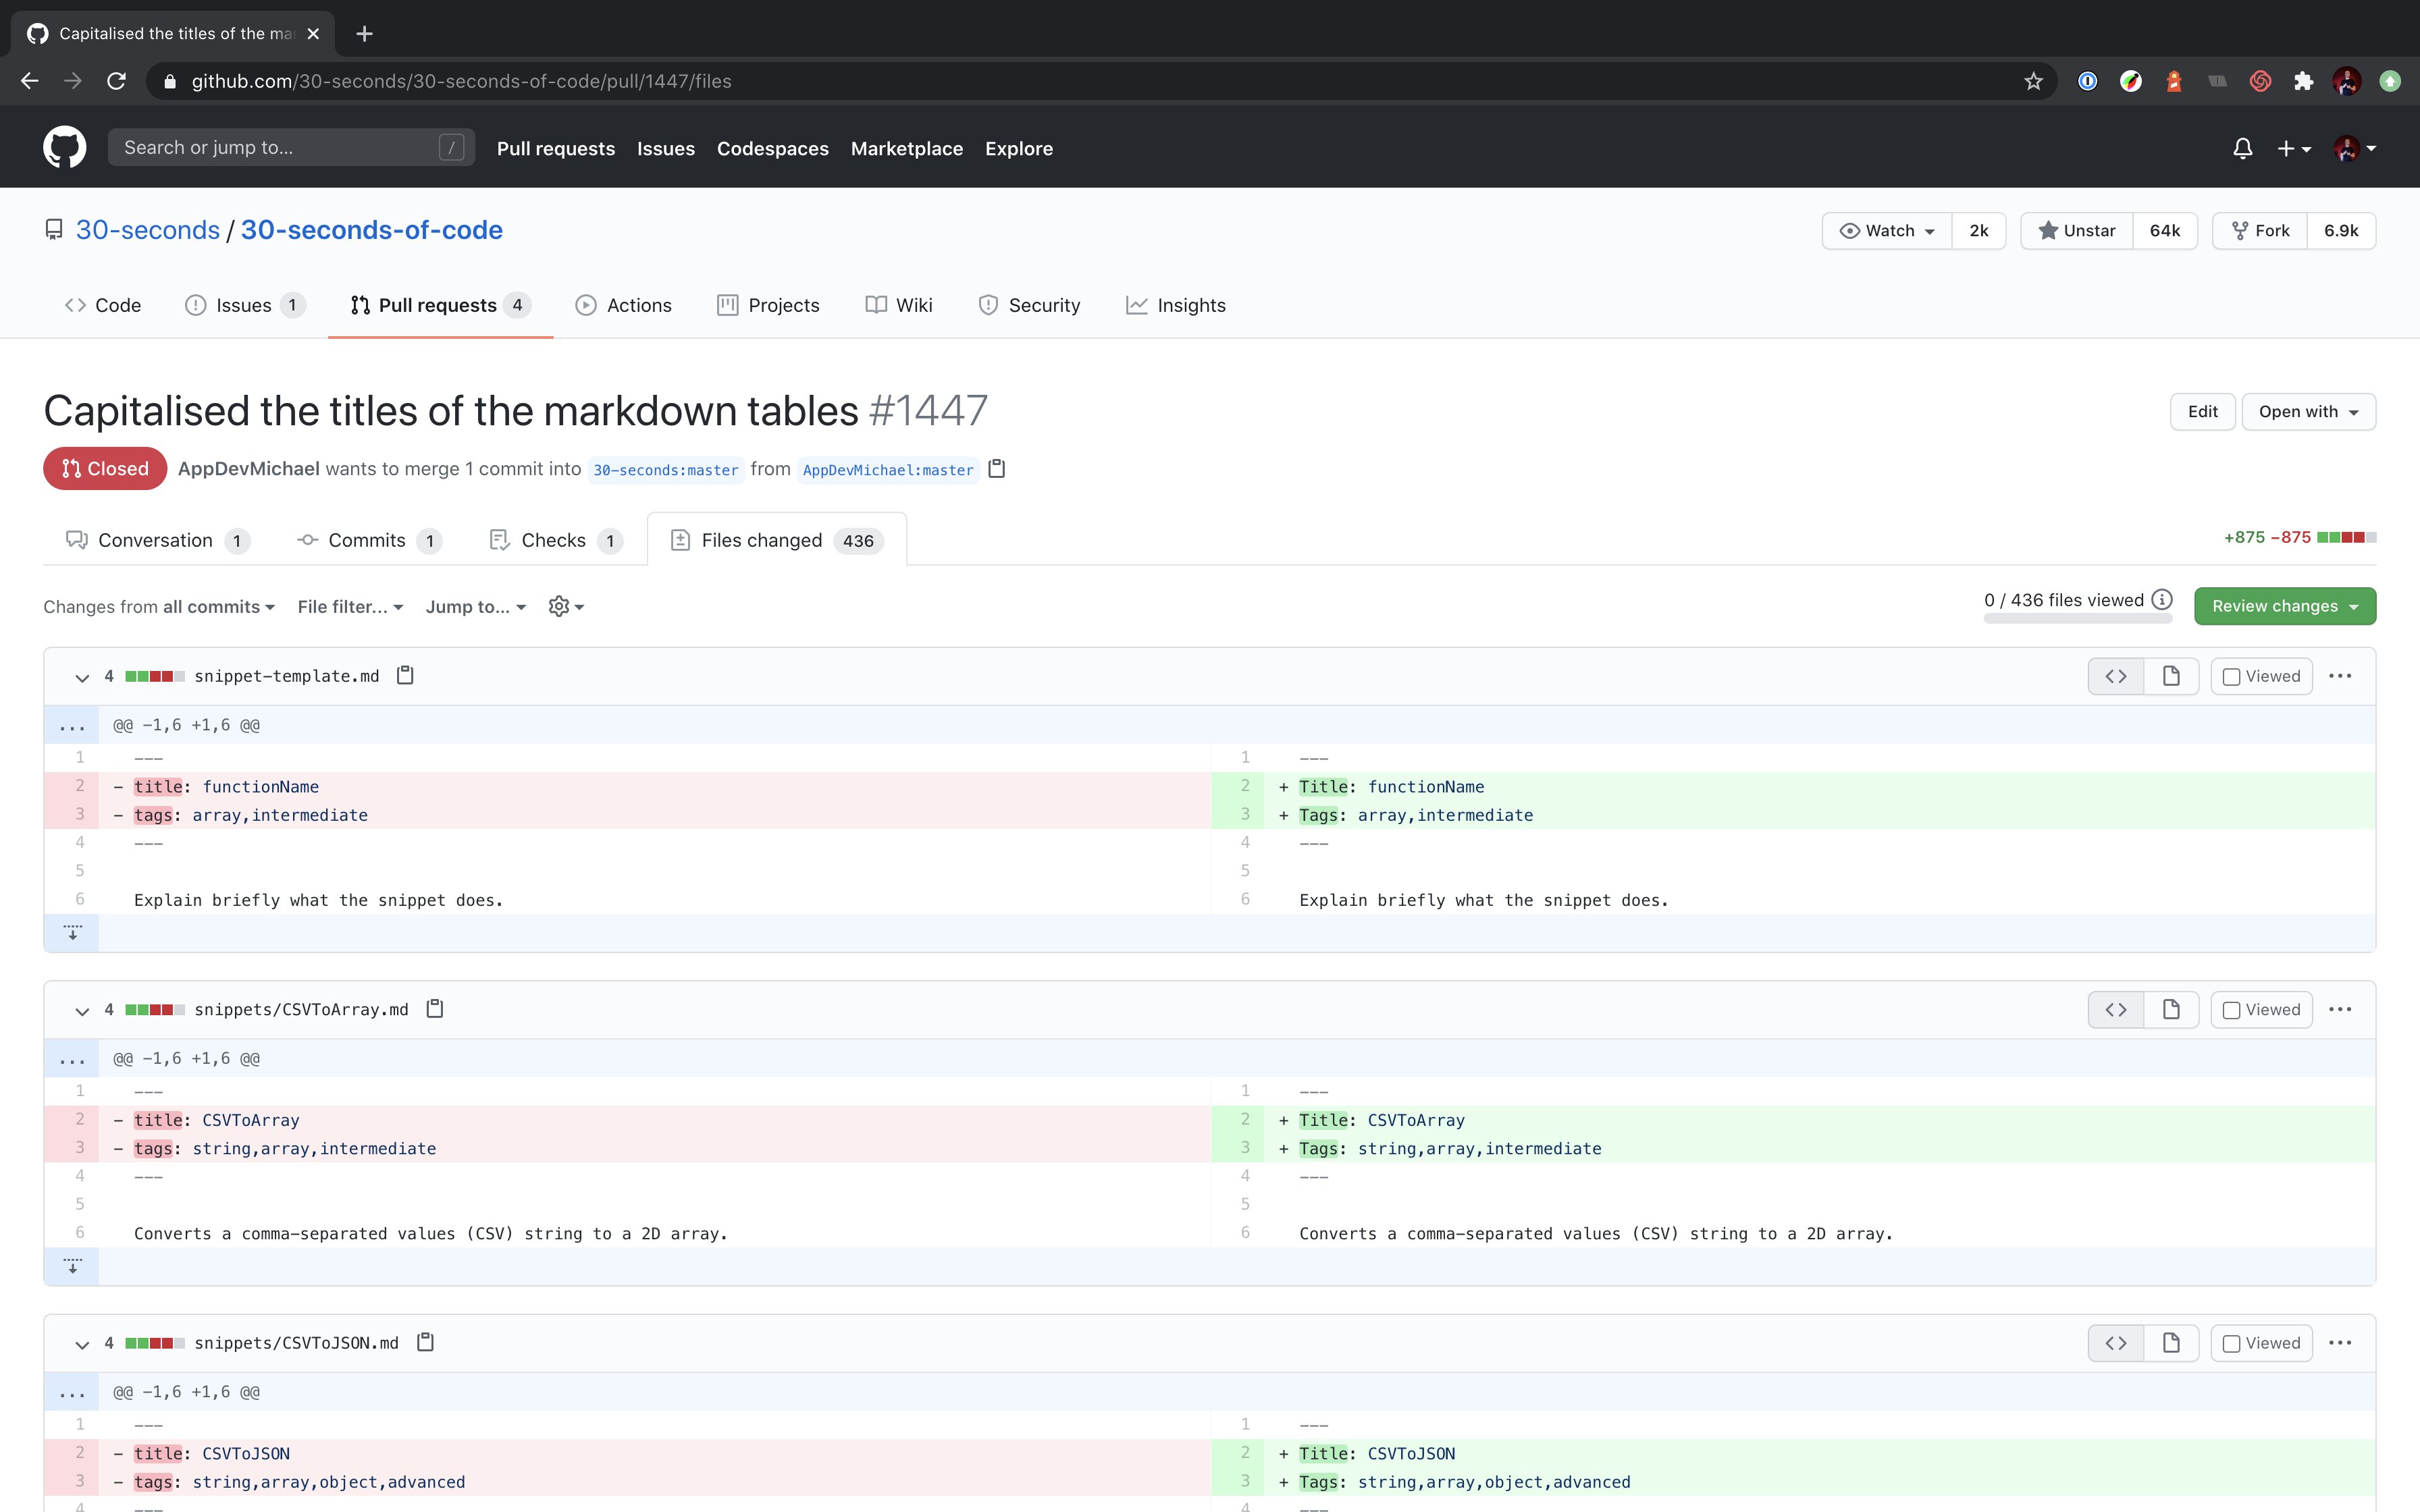 Capitalised the titles of the ma
github.com/30-seconds/30-seconds-of-code/pull/1447/files
Search or jump to... / Pull requests Issues Codespaces Marketplace Explore
30-seconds / 30-seconds-of-code
Watch 2k Unstar 64k Fork 6.9k
Code Issues 1 Pull requests 4 Actions Projects Wiki Security Insights
Capitalised the titles of the markdown tables #1447
Edit Open with
Closed AppDevMichael wants to merge 1 commit into 30-seconds:master from AppDevMichael:master
Conversation 1 Commits 1 Checks 1 Files changed 436
+875 −875
Changes from all commits File filter... Jump to...
0 / 436 files viewed Review changes
4 snippet-template.md Viewed ...
... @@ -1,6 +1,6 @@
1 --- 1 ---
2 - title: functionName 2 + Title: functionName
3 - tags: array,intermediate 3 + Tags: array,intermediate
4 --- 4 ---
5 5
6 Explain briefly what the snippet does. 6 Explain briefly what the snippet does.
4 snippets/CSVToArray.md Viewed ...
... @@ -1,6 +1,6 @@
1 --- 1 ---
2 - title: CSVToArray 2 + Title: CSVToArray
3 - tags: string,array,intermediate 3 + Tags: string,array,intermediate
4 --- 4 ---
5 5
6 Converts a comma-separated values (CSV) string to a 2D array. 6 Converts a comma-separated values (CSV) string to a 2D array.
4 snippets/CSVToJSON.md Viewed ...
... @@ -1,6 +1,6 @@
1 --- 1 ---
2 - title: CSVToJSON 2 + Title: CSVToJSON
3 - tags: string,array,object,advanced 3 + Tags: string,array,object,advanced
4 --- 4 ---